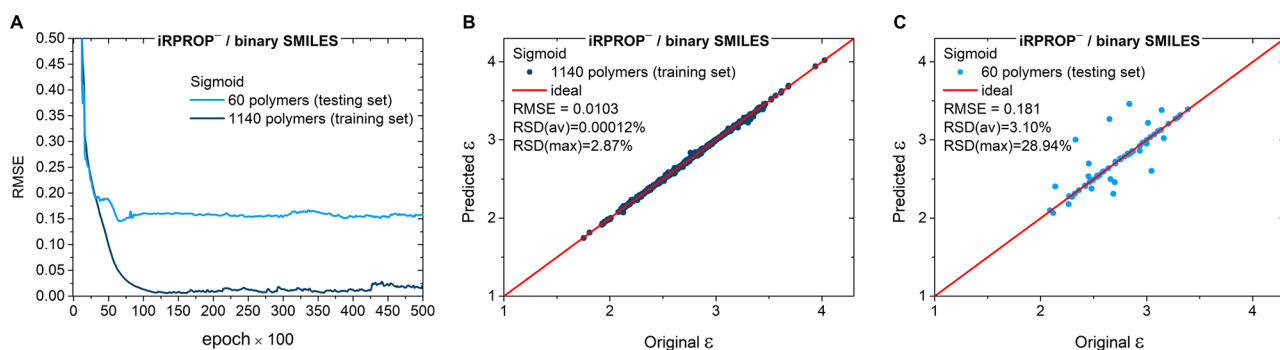 A
iRPROP⁻ / binary SMILES
0.50
0.45
0.40
0.35
0.30
0.25
0.20
0.15
0.10
0.05
0.00
RMSE
Sigmoid
60 polymers (testing set)
1140 polymers (training set)
0 50 100 150 200 250 300 350 400 450 500
epoch × 100
B
iRPROP⁻ / binary SMILES
4
3
2
1
Predicted ε
Sigmoid
1140 polymers (training set)
ideal
RMSE = 0.0103
RSD(av)=0.00012%
RSD(max)=2.87%
1 2 3 4
Original ε
C
iRPROP⁻ / binary SMILES
4
3
2
1
Predicted ε
Sigmoid
60 polymers (testing set)
ideal
RMSE = 0.181
RSD(av)=3.10%
RSD(max)=28.94%
1 2 3 4
Original ε